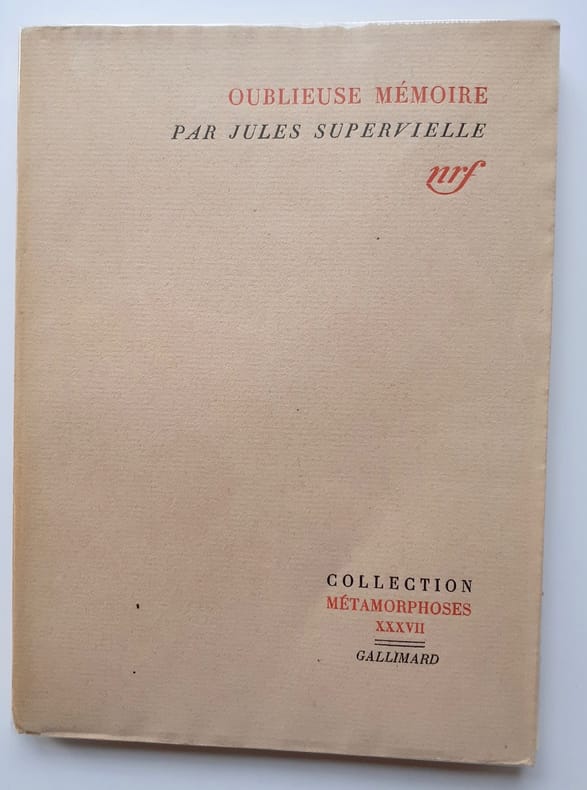 OUBLIEUSE MÉMOIRE
PAR JULES SUPERVIELLE
nrf
COLLECTION
MÉTAMORPHOSES
XXXVII
GALLIMARD